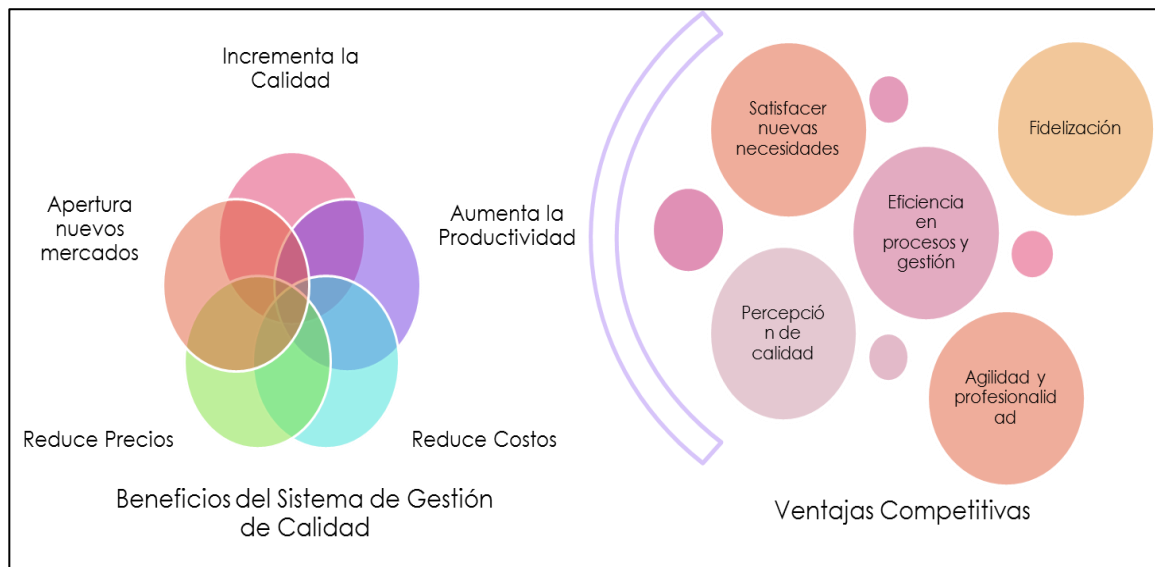 Incrementa la
Calidad
Apertura
nuevos
mercados
Aumenta la
Productividad
Reduce Precios
Reduce Costos
Beneficios del Sistema de Gestión
de Calidad
Satisfacer
nuevas
necesidades
Fidelización
Eficiencia
en
procesos y
gestión
Percepció
n de
calidad
Agilidad y
profesionalid
ad
Ventajas Competitivas